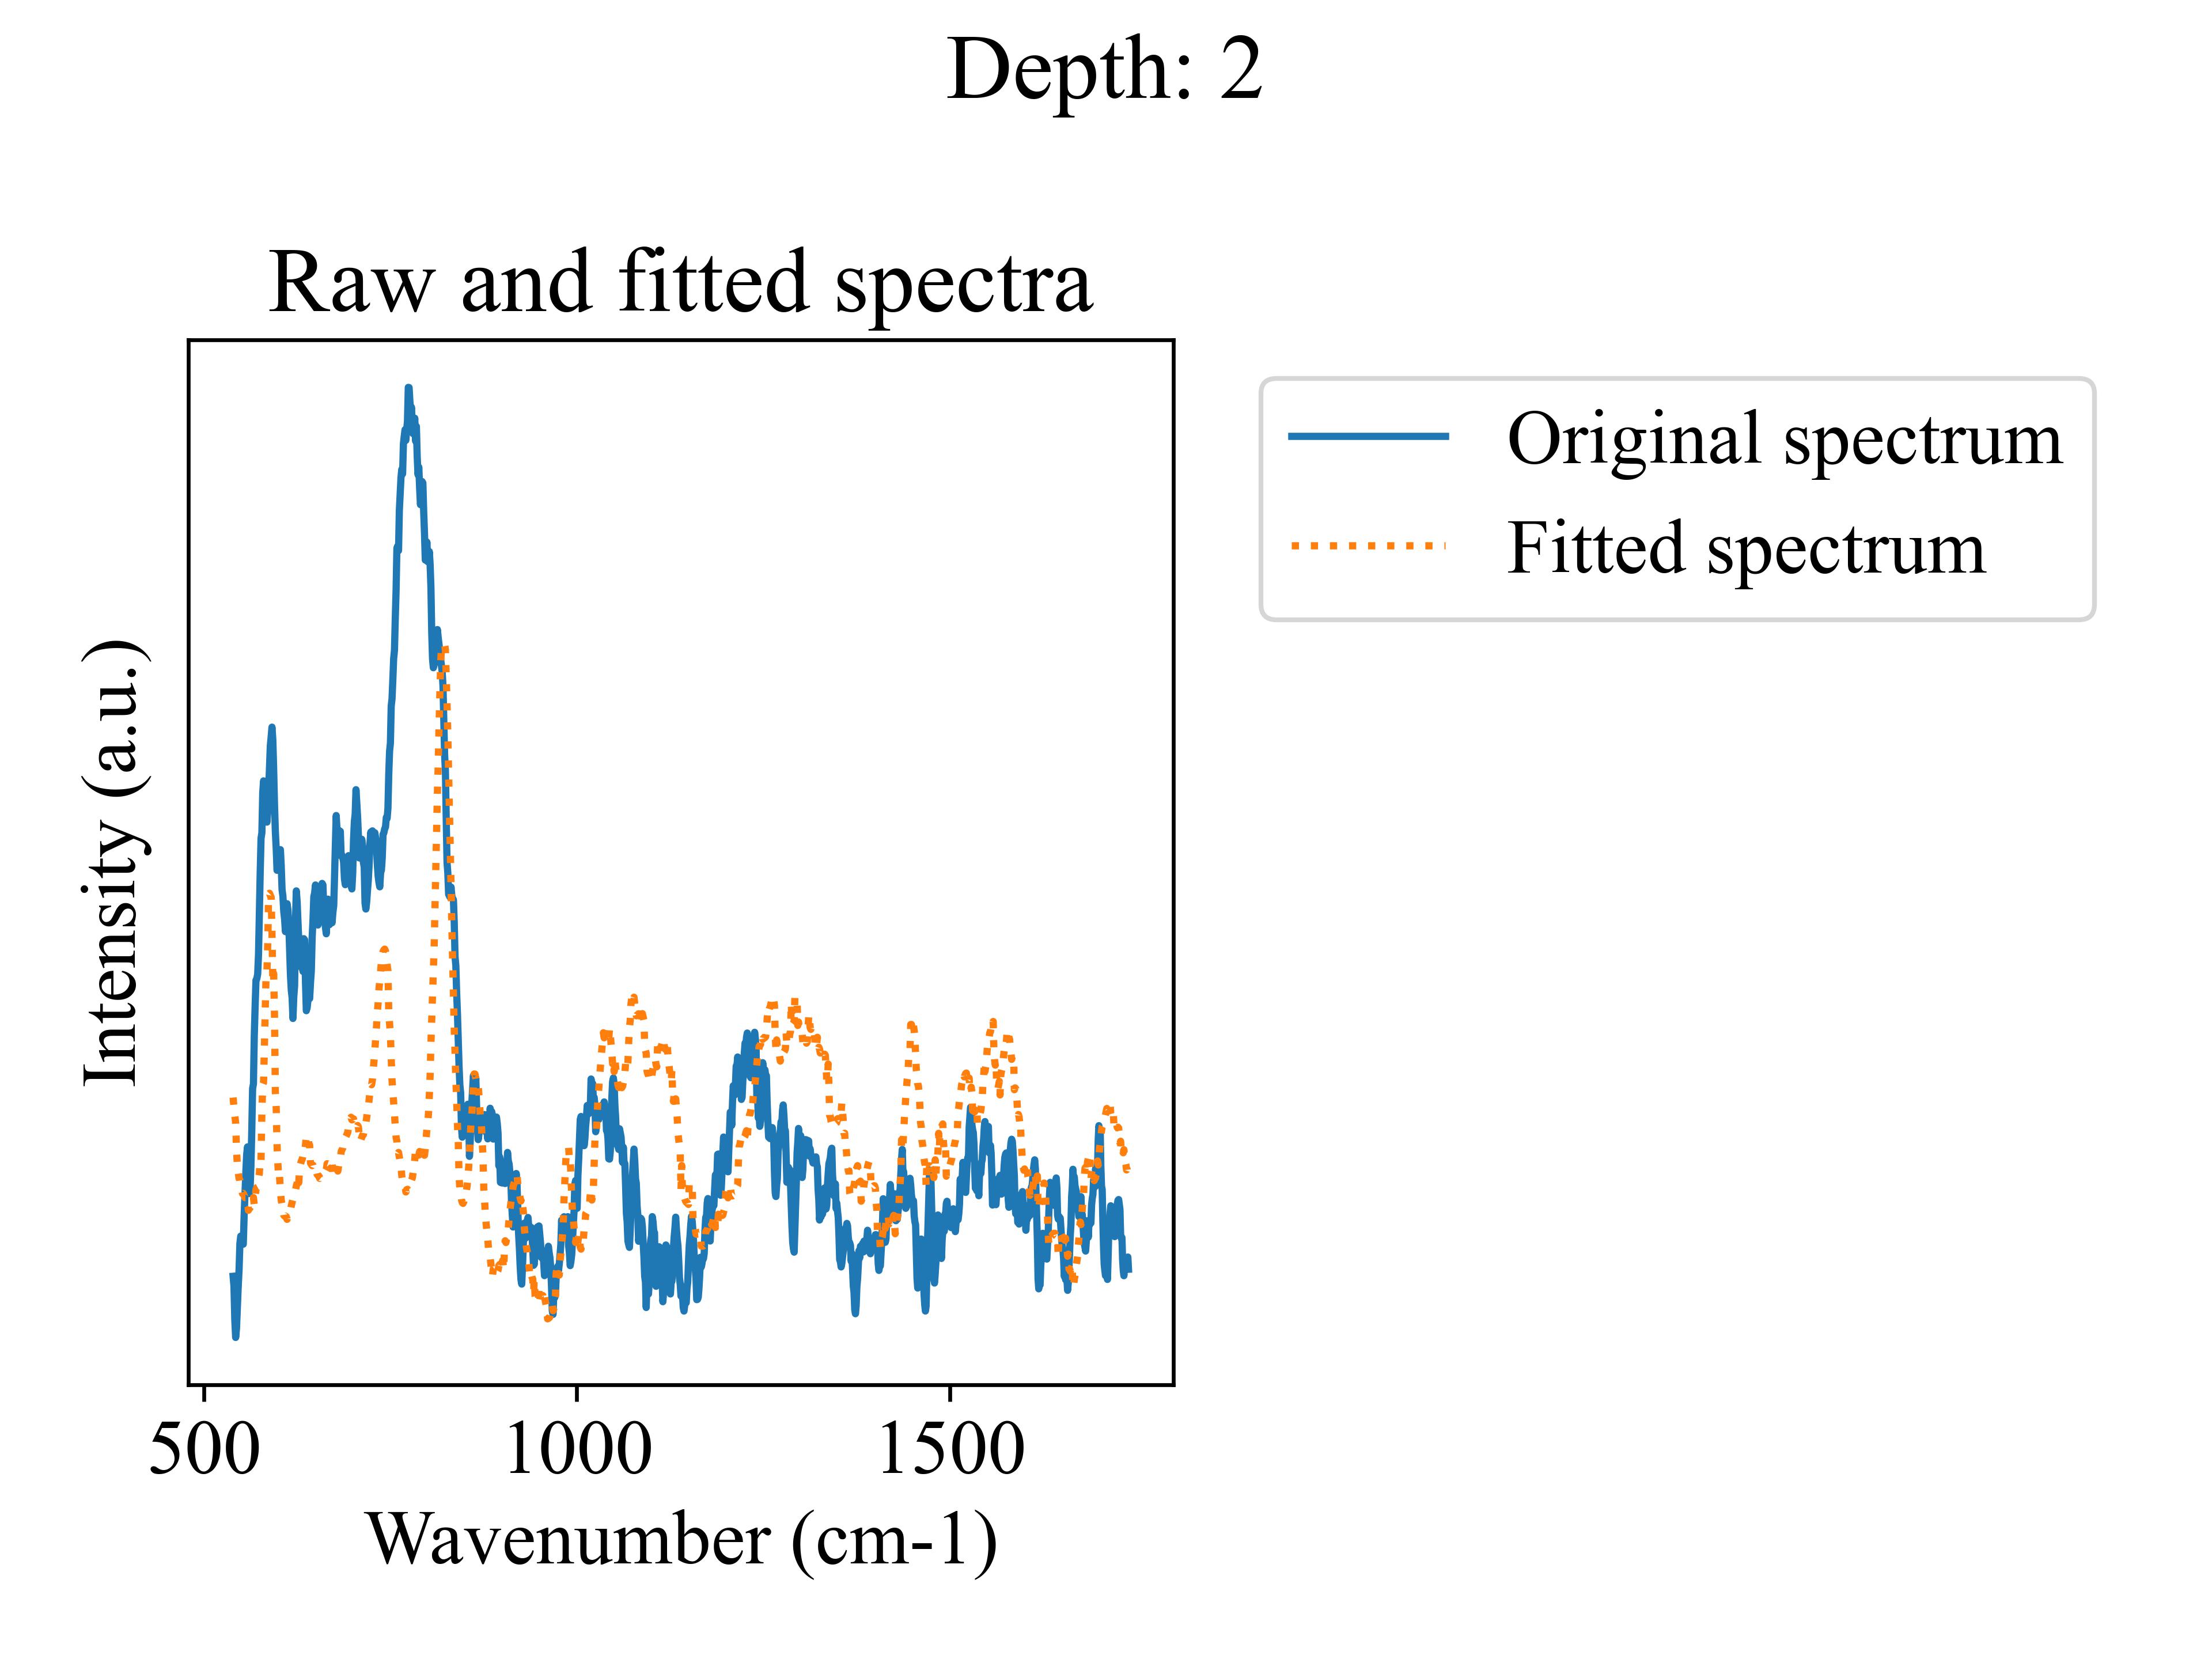 Depth: 2
Raw and fitted spectra
Original spectrum
Fitted spectrum
Intensity (a.u.)
500 1000 1500
Wavenumber (cm-1)